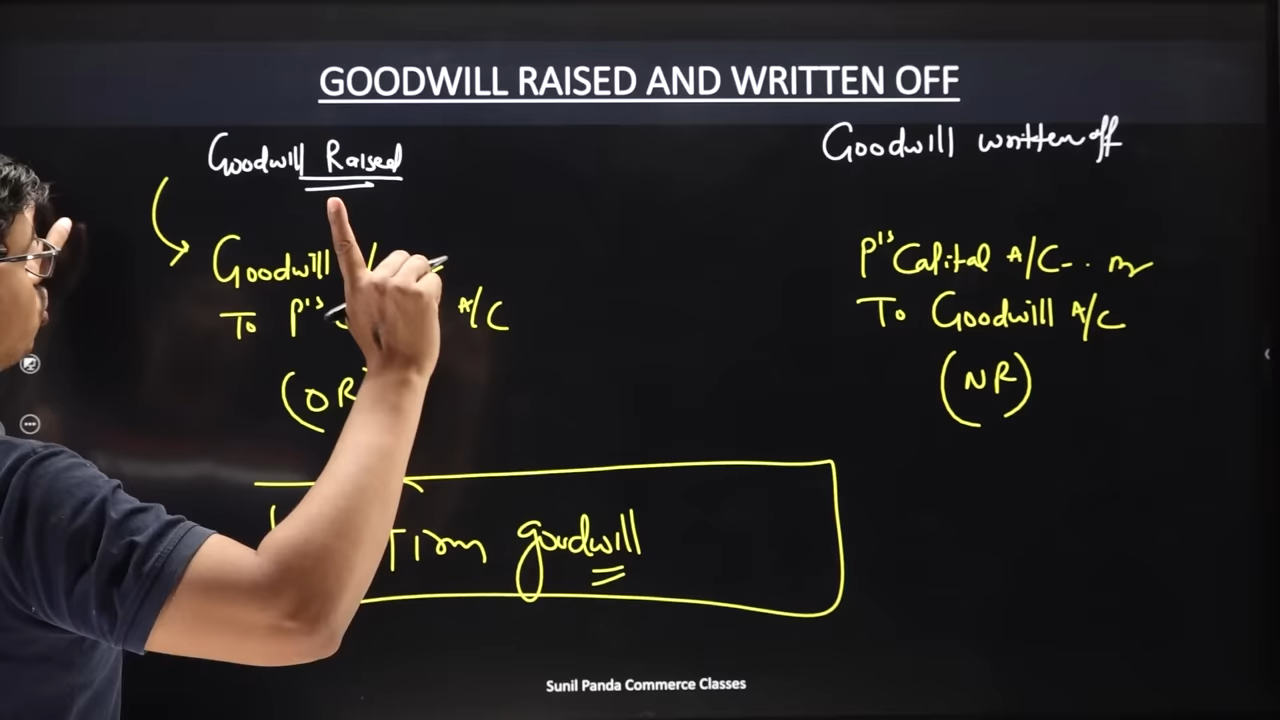 GOODWILL RAISED AND WRITTEN OFF
Goodwill Raised
Goodwill written off
Goodwill
To P's A/C
(OR
P's Capital A/C- . . Dr
To Goodwill A/C
(NR)
goodwill
Sunil Panda Commerce Classes